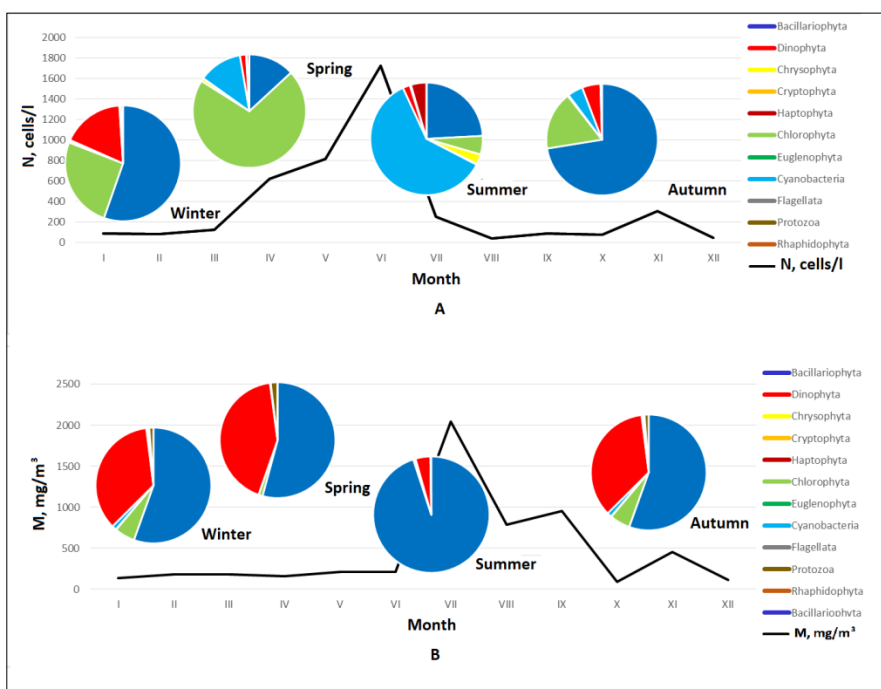 2000
1800
1600
1400
1200
1000
800
600
400
200
0
N, cells/l
Spring
Winter
Summer
Autumn
I II III IV V VI VII VIII IX X XI XII
Month
A
Bacillariophyta
Dinophyta
Chrysophyta
Cryptophyta
Haptophyta
Chlorophyta
Euglenophyta
Cyanobacteria
Flagellata
Protozoa
Rhaphidophyta
N, cells/l
2500
2000
1500
1000
500
0
M, mg/m³
Winter
Spring
Summer
Autumn
I II III IV V VI VII VIII IX X XI XII
Month
B
Bacillariophyta
Dinophyta
Chrysophyta
Cryptophyta
Haptophyta
Chlorophyta
Euglenophyta
Cyanobacteria
Flagellata
Protozoa
Rhaphidophyta
Bacillariophyta
M, mg/m³